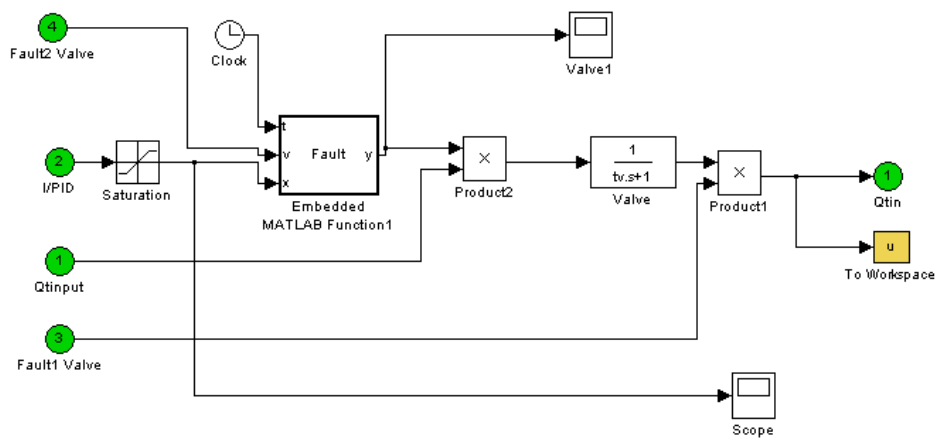 4
Fault2 Valve
Clock
Valve1
t
v
x
Fault
y
Embedded
MATLAB Function1
2
I/PID
Saturation
×
Product2
1
tv.s+1
Valve
×
Product1
1
Qtin
u
To Workspace
1
Qtinput
3
Fault1 Valve
Scope